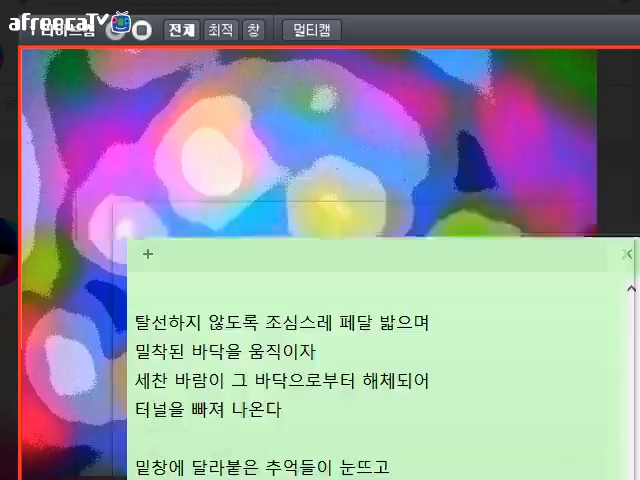 afreecaTV
전체 최적 창 멀티캠
탈선하지 않도록 조심스레 페달 밟으며
밀착된 바닥을 움직이자
세찬 바람이 그 바닥으로부터 해체되어
터널을 빠져 나온다
밑창에 달라붙은 추억들이 눈뜨고